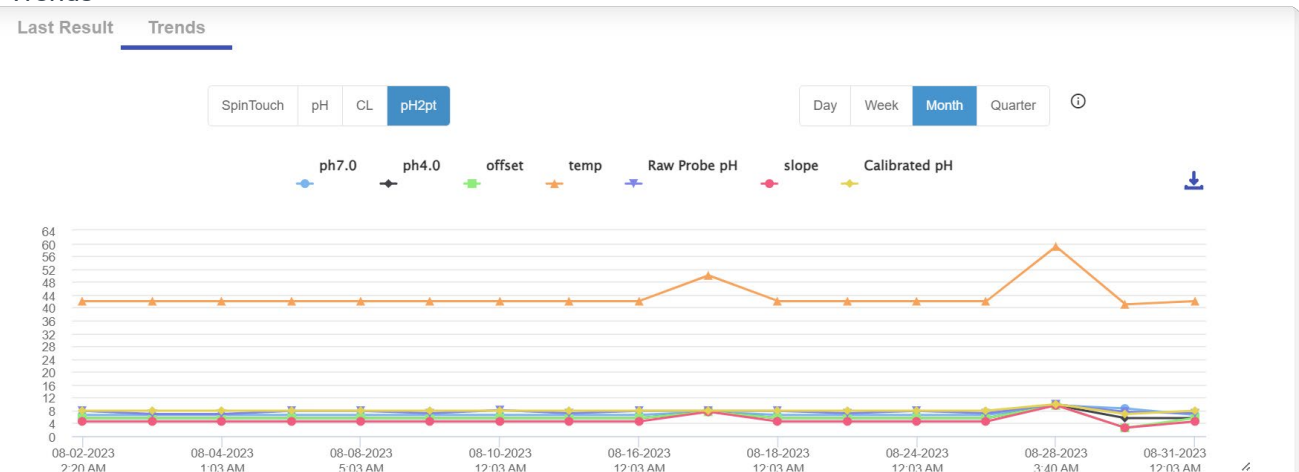 Trends
Last Result Trends
SpinTouch pH CL pH2pt Day Week Month Quarter
ph7.0 ph4.0 offset temp Raw Probe pH slope Calibrated pH
64
60
56
52
48
44
40
36
32
28
24
20
16
12
8
4
0
08-02-2023 08-04-2023 08-08-2023 08-10-2023 08-16-2023 08-18-2023 08-24-2023 08-28-2023 08-31-2023
2:20 AM 1:03 AM 5:03 AM 12:03 AM 12:03 AM 12:03 AM 12:03 AM 3:40 AM 12:03 AM